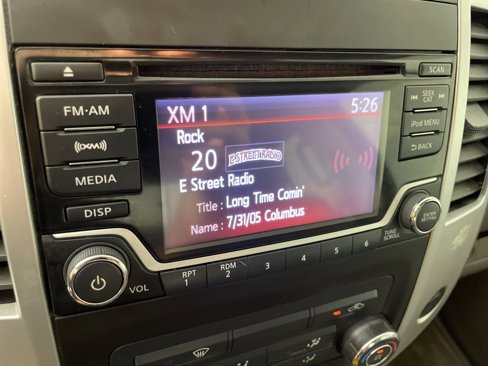 SCAN
FM·AM
XM
MEDIA
DISP
VOL
XM 1 5:26
Rock
20 E STREET RADIO
E Street Radio
Title : Long Time Comin'
Name : 7/31/05 Columbus
SEEK
CAT
iPod MENU
BACK
ENTER
SETTING
TUNE
SCROLL
RPT
1
RDM
2
3
4
5
6